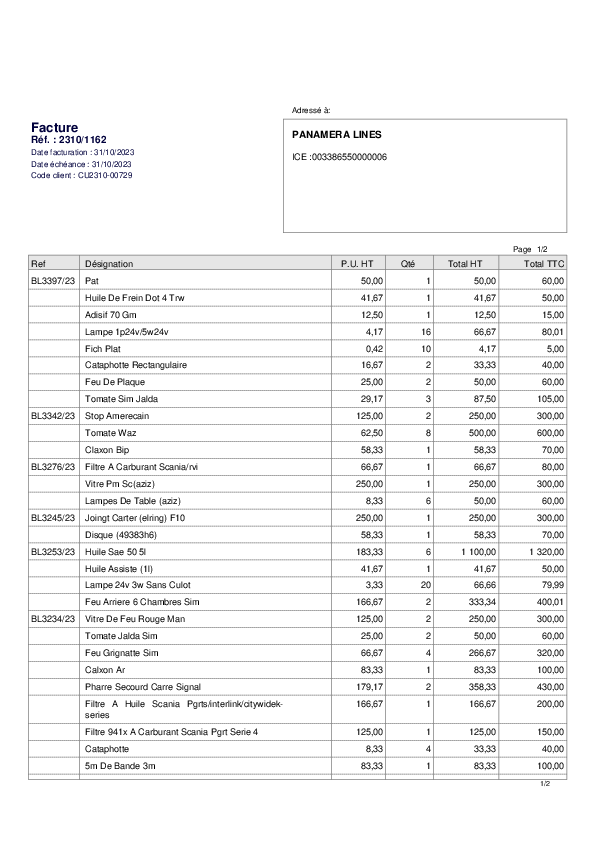 Adressé à:
Facture
Réf. : 2310/1162
Date facturation : 31/10/2023
Date échéance : 31/10/2023
Code client : CU2310-00729
PANAMERA LINES
ICE :003386550000006
Page 1/2
Ref Désignation P.U. HT Qté Total HT Total TTC
BL3397/23 Pat 50,00 1 50,00 60,00
Huile De Frein Dot 4 Trw 41,67 1 41,67 50,00
Adisif 70 Gm 12,50 1 12,50 15,00
Lampe 1p24v/5w24v 4,17 16 66,67 80,01
Fich Plat 0,42 10 4,17 5,00
Cataphotte Rectangulaire 16,67 2 33,33 40,00
Feu De Plaque 25,00 2 50,00 60,00
Tomate Sim Jalda 29,17 3 87,50 105,00
BL3342/23 Stop Amerecain 125,00 2 250,00 300,00
Tomate Waz 62,50 8 500,00 600,00
Claxon Bip 58,33 1 58,33 70,00
BL3276/23 Filtre A Carburant Scania/rvi 66,67 1 66,67 80,00
Vitre Pm Sc(aziz) 250,00 1 250,00 300,00
Lampes De Table (aziz) 8,33 6 50,00 60,00
BL3245/23 Joingt Carter (elring) F10 250,00 1 250,00 300,00
Disque (49383h6) 58,33 1 58,33 70,00
BL3253/23 Huile Sae 50 5l 183,33 6 1 100,00 1 320,00
Huile Assiste (1l) 41,67 1 41,67 50,00
Lampe 24v 3w Sans Culot 3,33 20 66,66 79,99
Feu Arriere 6 Chambres Sim 166,67 2 333,34 400,01
BL3234/23 Vitre De Feu Rouge Man 125,00 2 250,00 300,00
Tomate Jalda Sim 25,00 2 50,00 60,00
Feu Grignatte Sim 66,67 4 266,67 320,00
Calxon Ar 83,33 1 83,33 100,00
Pharre Secourd Carre Signal 179,17 2 358,33 430,00
Filtre A Huile Scania Pgrts/interlink/citywidek- 166,67 1 166,67 200,00
series
Filtre 941x A Carburant Scania Pgrt Serie 4 125,00 1 125,00 150,00
Cataphotte 8,33 4 33,33 40,00
5m De Bande 3m 83,33 1 83,33 100,00
1/2